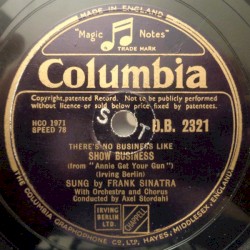 MADE IN ENGLAND
"Magic Notes"
TRADE MARK
Columbia
Copyright, patented Record. Not to be publicly performed
without licence or sold below price fixed by patentees.
HCO 1971
SPEED 78
D.B. 2321
S
T
THERE'S NO BUSINESS LIKE
SHOW BUSINESS
(from "Annie Get Your Gun")
(Irving Berlin)
SUNG by FRANK SINATRA
With Orchestra and Chorus
Conducted by Axel Stordahl
IRVING
BERLIN
LTD.
CHAPPELL
THE COLUMBIA GRAPHOPHONE CO, LTD, HAYES, MIDDLESEX, ENGLAND